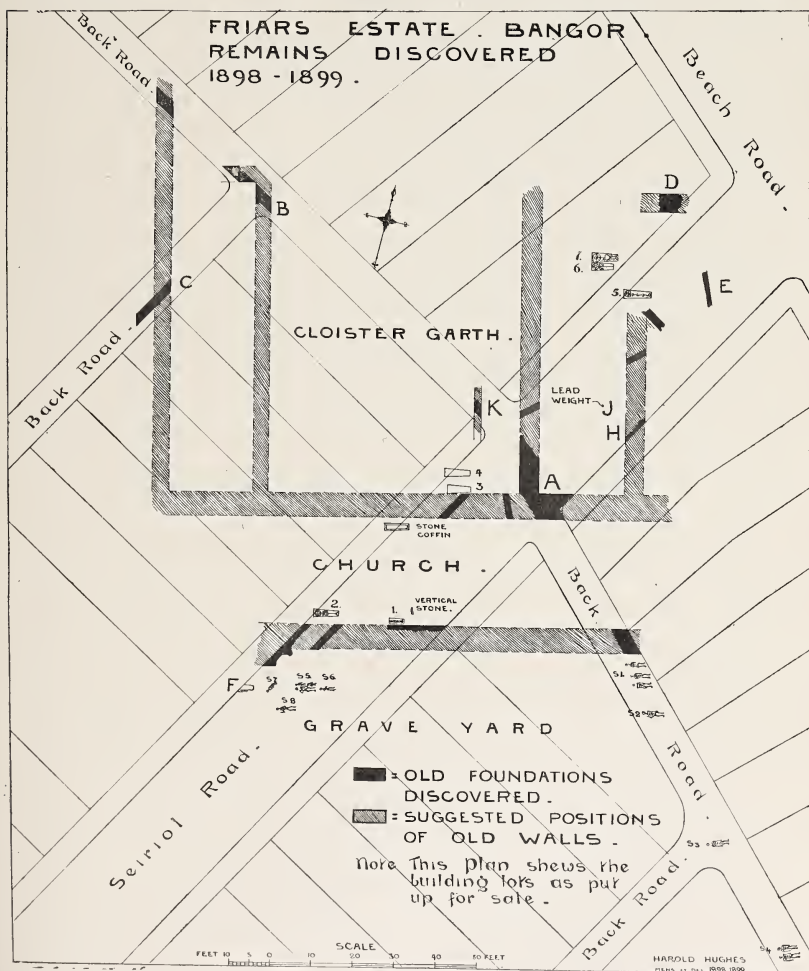 FRIARS ESTATE . BANGOR .
REMAINS DISCOVERED
1898 - 1899 .
Back Road .
Beach Road .
D
B
7.
6.
C
5.
E
CLOISTER GARTH .
Back Road .
LEAD
WEIGHT
J
K
H
4
3
A
STONE
COFFIN
CHURCH .
Back Road .
2.
1.
VERTICAL
STONE .
F
S7
S5
S6
S8
S1
S2
GRAVE YARD
Seiriol Road .
= OLD FOUNDATIONS
DISCOVERED .
= SUGGESTED POSITIONS
OF OLD WALLS .
Note This Plan shews the
building lots as put
up for sale .
S3
Back Road .
S4
SCALE
FEET 10 5 0 10 20 30 40 50 FEET
HAROLD HUGHES
1898.1899